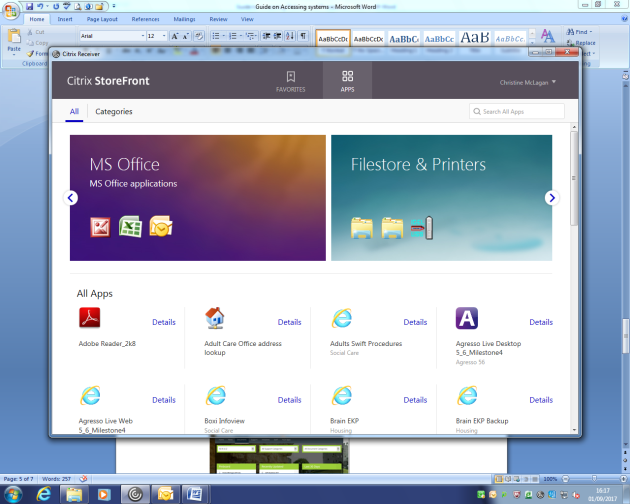 Guide on Accessing systems - Microsoft Word
Home Insert Page Layout References Mailings Review View
Cut
Copy
Paste
Clipboard
Arial 12
AaBbCcDc AaBbCcDc AaBbC AaBbCc AaB AaBbCc.
Find
Replace
Citrix Receiver
Citrix StoreFront
FAVORITES
APPS
Christine McLagan
All Categories
Search All Apps
MS Office
MS Office applications
Filestore & Printers
All Apps
Details Details Details Details
Adobe Reader_2k8
Adult Care Office address lookup
Adults Swift Procedures
Social Care
Agresso Live Desktop 5_6_Milestone4
Agresso 56
Details Details Details Details
Agresso Live Web 5_6_Milestone4
Boxi Infoview
Social Care
Brain EKP
Housing
Brain EKP Backup
Housing
Page: 5 of 7 Words: 257
100%
16:17
01/09/2017